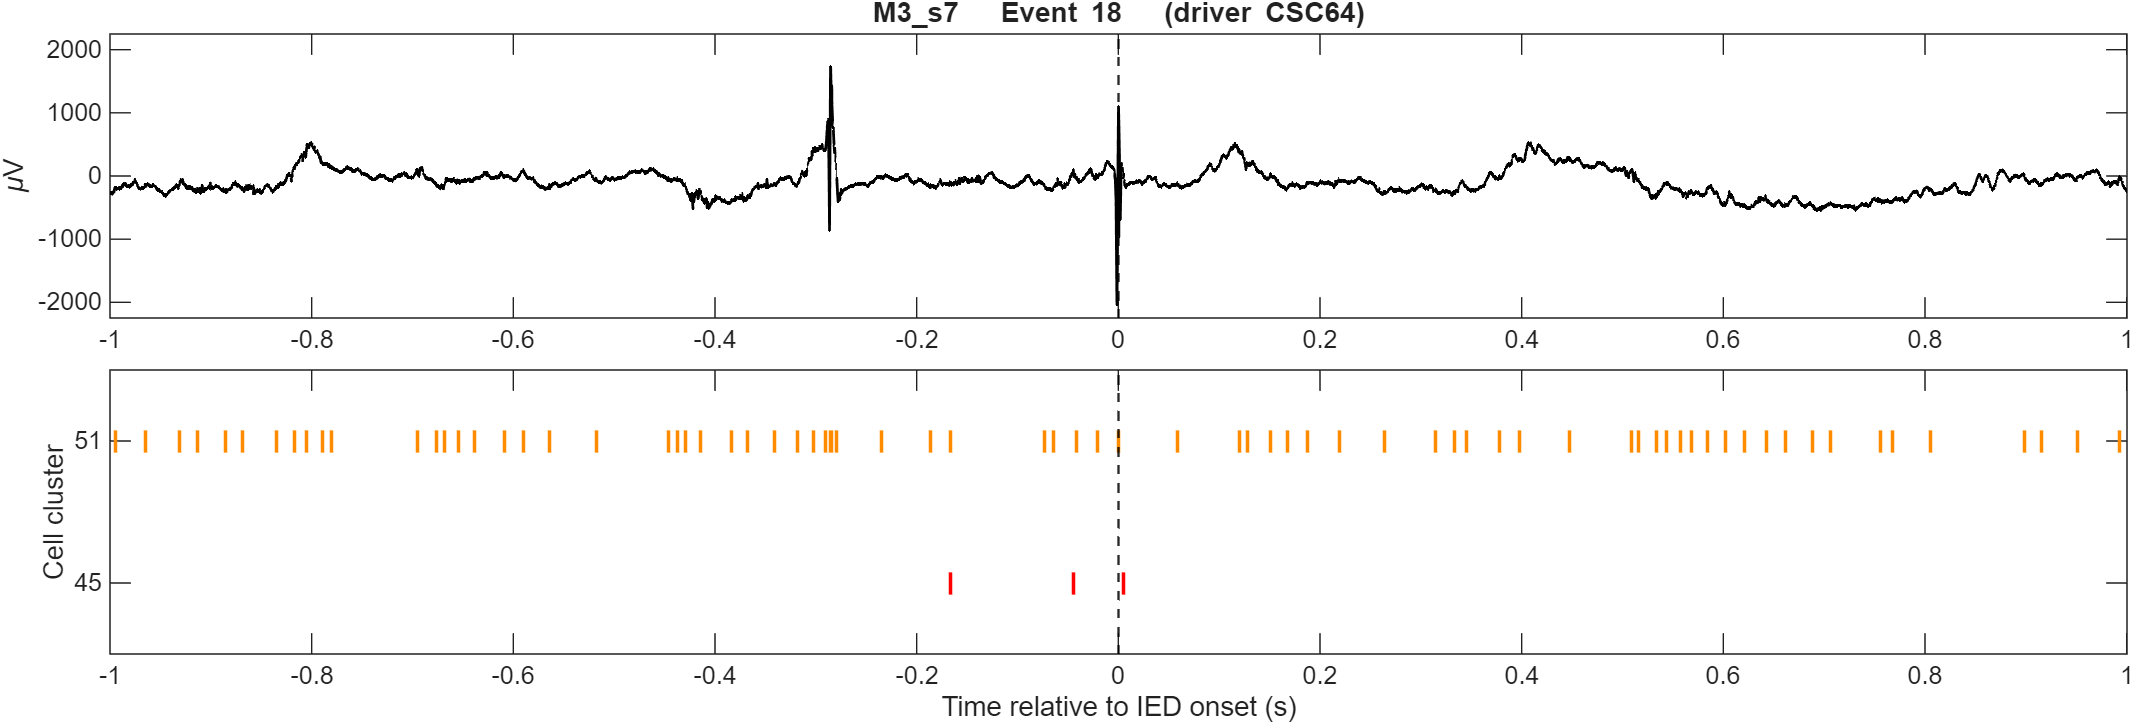 M3_s7 Event 18 (driver CSC64)
2000
1000
0
-1000
-2000
µV
-1 -0.8 -0.6 -0.4 -0.2 0 0.2 0.4 0.6 0.8 1
51
45
Cell cluster
-1 -0.8 -0.6 -0.4 -0.2 0 0.2 0.4 0.6 0.8 1
Time relative to IED onset (s)